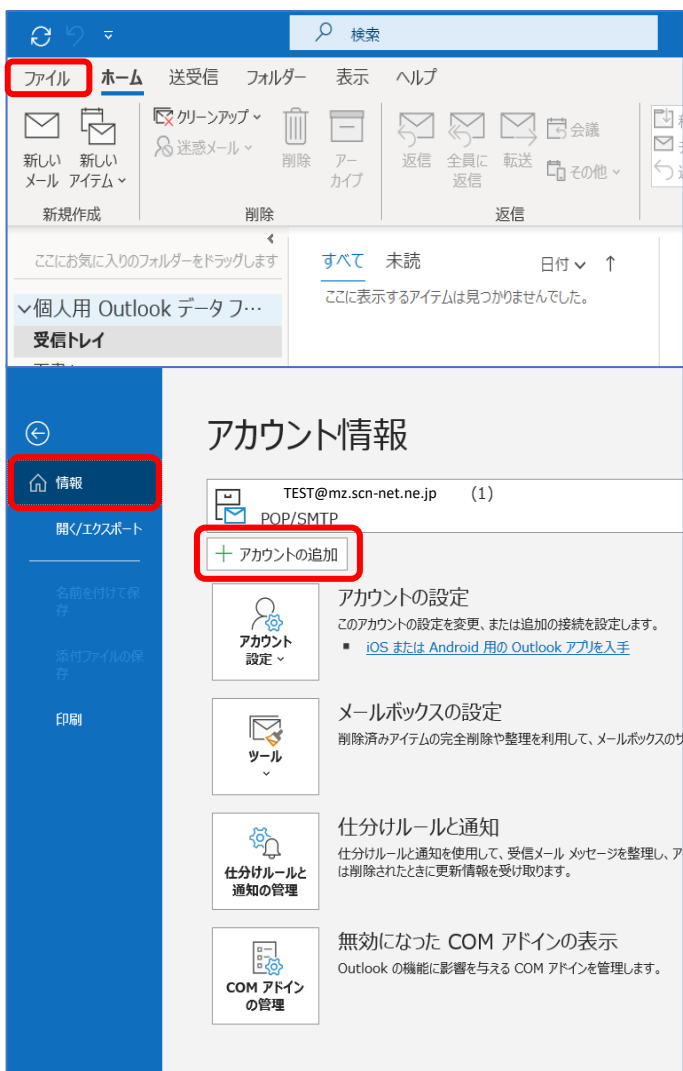 検索
ファイル ホーム 送受信 フォルダー 表示 ヘルプ
新しい
メール
新しい
アイテム
クリーンアップ
迷惑メール
削除
アー
カイブ
返信
全員に
返信
転送
会議
その他
新規作成
削除
返信
ここにお気に入りのフォルダーをドラッグします
すべて 未読 日付 ↑
ここに表示するアイテムは見つかりませんでした。
個人用 Outlook データ フ…
受信トレイ
アカウント情報
情報
開く/エクスポート
名前を付けて保
存
添付ファイルの保
存
印刷
TEST@mz.scn-net.ne.jp (1)
POP/SMTP
アカウントの追加
アカウント
設定
アカウントの設定
このアカウントの設定を変更、または追加の接続を設定します。
■ iOS または Android 用の Outlook アプリを入手
ツール
メールボックスの設定
削除済みアイテムの完全削除や整理を利用して、メールボックスのサ
仕分けルールと
通知の管理
仕分けルールと通知
仕分けルールと通知を使用して、受信メール メッセージを整理し、ア
は削除されたときに更新情報を受け取ります。
COM アドイン
の管理
無効になった COM アドインの表示
Outlook の機能に影響を与える COM アドインを管理します。